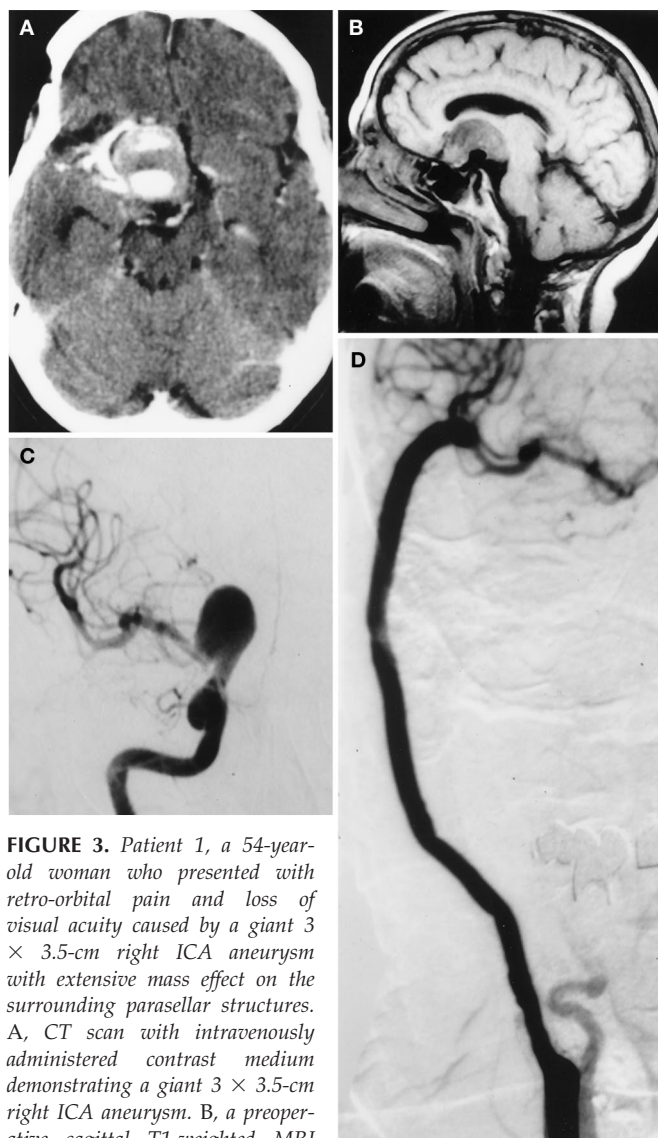 A
B
C
D
FIGURE 3. Patient 1, a 54-year-
old woman who presented with
retro-orbital pain and loss of
visual acuity caused by a giant 3
× 3.5-cm right ICA aneurysm
with extensive mass effect on the
surrounding parasellar structures.
A, CT scan with intravenously
administered contrast medium
demonstrating a giant 3 × 3.5-cm
right ICA aneurysm. B, a preoper-
ative sagittal T1-weighted MRI